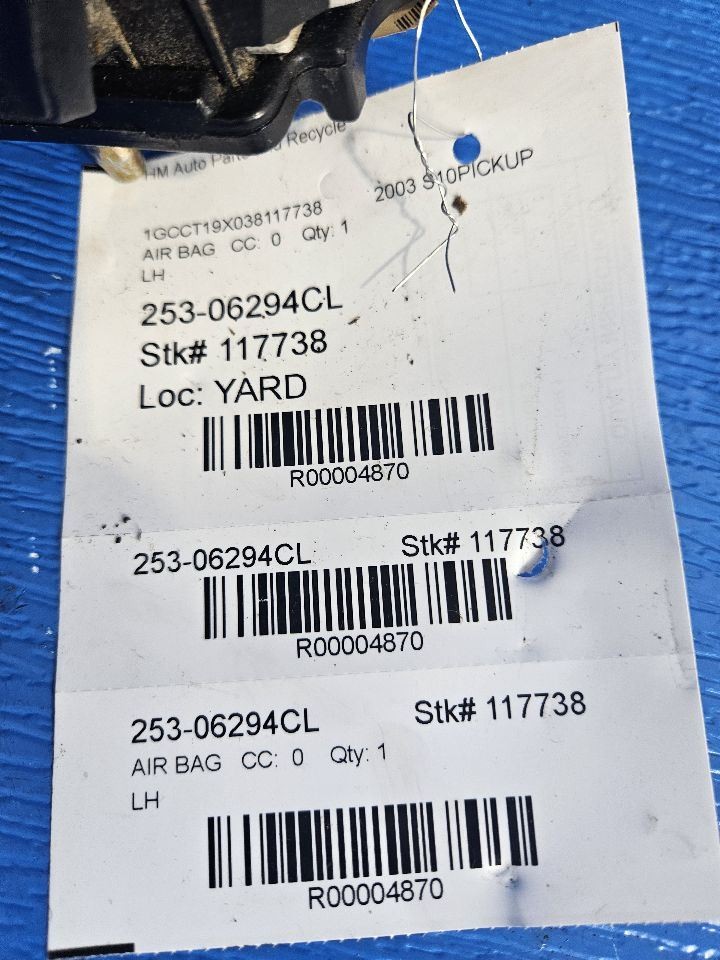 HM Auto Parts Recycle
2003 S10PICKUP
1GCCT19X038117738
AIR BAG CC: 0 Qty: 1
LH
253-06294CL
Stk# 117738
Loc: YARD
R00004870
253-06294CL Stk# 117738
R00004870
253-06294CL Stk# 117738
AIR BAG CC: 0 Qty: 1
LH
R00004870